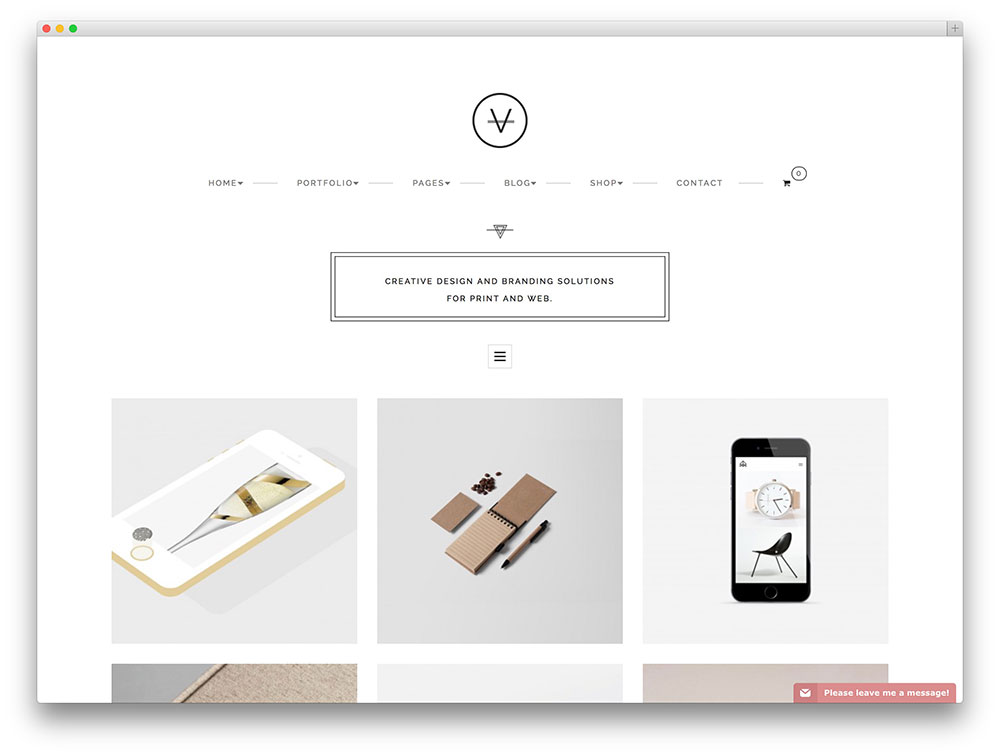 HOME PORTFOLIO PAGES BLOG SHOP CONTACT 0
CREATIVE DESIGN AND BRANDING SOLUTIONS
FOR PRINT AND WEB.
Please leave me a message!